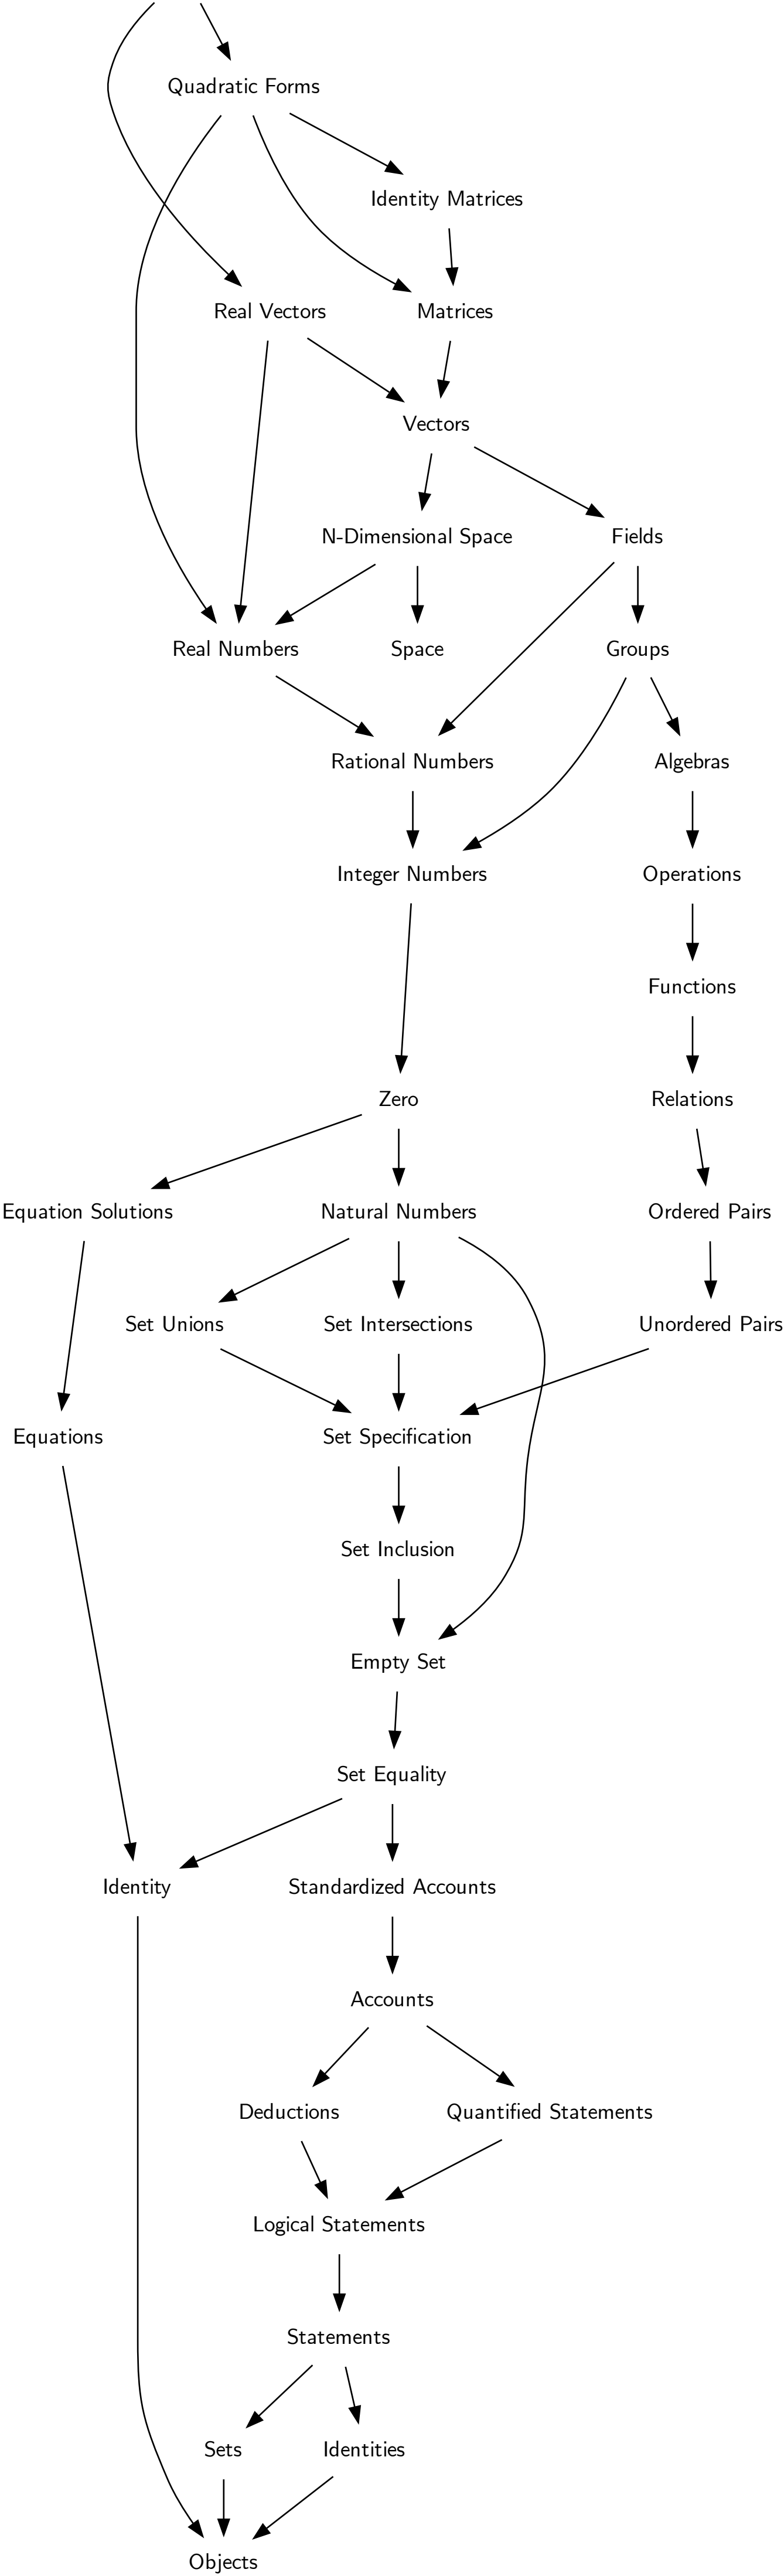 Quadratic Forms
Identity Matrices
Real Vectors
Matrices
Vectors
N-Dimensional Space
Fields
Real Numbers
Space
Groups
Rational Numbers
Algebras
Integer Numbers
Operations
Functions
Zero
Relations
Equation Solutions
Natural Numbers
Ordered Pairs
Set Unions
Set Intersections
Unordered Pairs
Equations
Set Specification
Set Inclusion
Empty Set
Set Equality
Identity
Standardized Accounts
Accounts
Deductions
Quantified Statements
Logical Statements
Statements
Sets
Identities
Objects